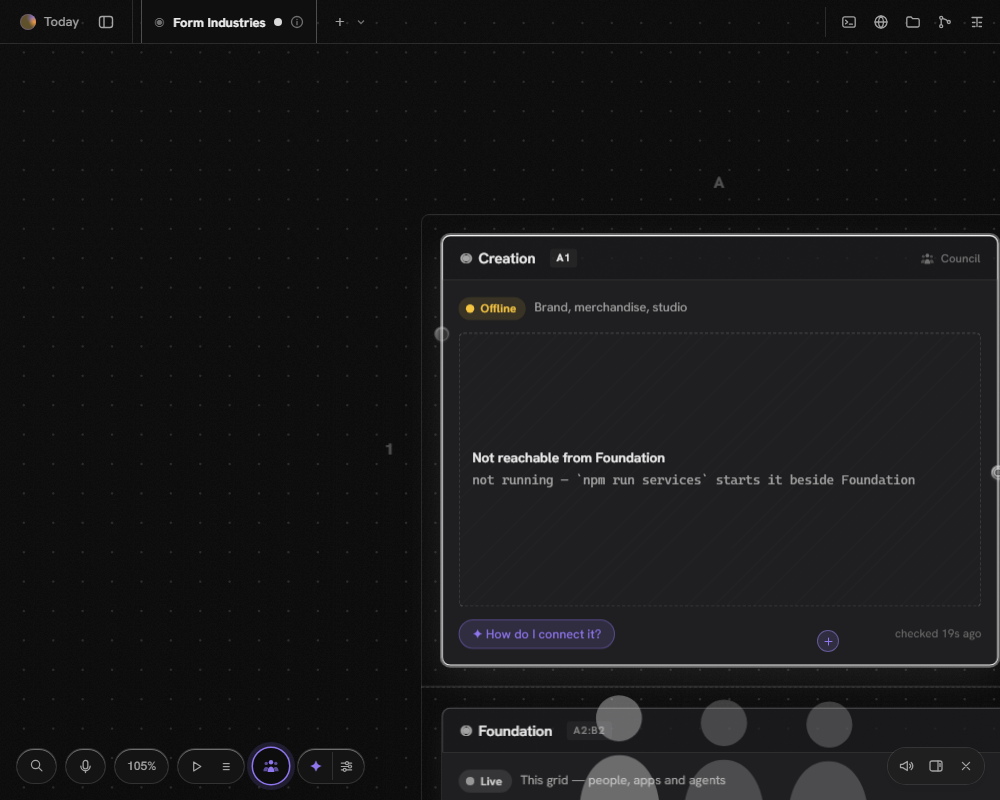 Today
Form Industries
A
Creation A1 Council
Offline Brand, merchandise, studio
1
Not reachable from Foundation
not running — `npm run services` starts it beside Foundation
✦ How do I connect it?
checked 19s ago
Foundation A2:B2
Live This grid — people, apps and agents
105%